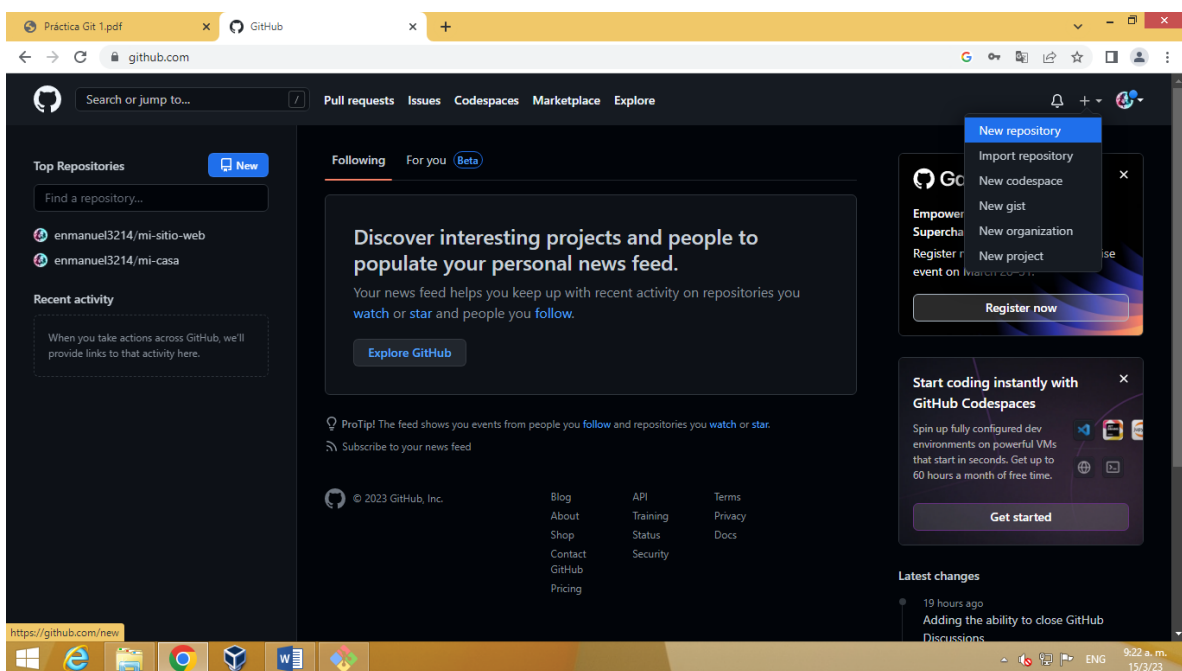 Práctica Git 1.pdf
GitHub
github.com
Search or jump to...
/
Pull requests Issues Codespaces Marketplace Explore
New repository
Import repository
New codespace
New gist
New organization
New project
Top Repositories
New
Find a repository...
enmanuel3214/mi-sitio-web
enmanuel3214/mi-casa
Recent activity
When you take actions across GitHub, we'll
provide links to that activity here.
Following For you Beta
Discover interesting projects and people to
populate your personal news feed.
Your news feed helps you keep up with recent activity on repositories you
watch or star and people you follow.
Explore GitHub
ProTip! The feed shows you events from people you follow and repositories you watch or star.
Subscribe to your news feed
© 2023 GitHub, Inc.
Blog
About
Shop
Contact
GitHub
Pricing
API
Training
Status
Security
Terms
Privacy
Docs
Empower
Supercha
Register
event on March 20-31.
Register now
Start coding instantly with
GitHub Codespaces
Spin up fully configured dev
environments on powerful VMs
that start in seconds. Get up to
60 hours a month of free time.
Get started
Latest changes
19 hours ago
Adding the ability to close GitHub
Discussions
https://github.com/new
ENG
9:22 a. m.
15/3/23